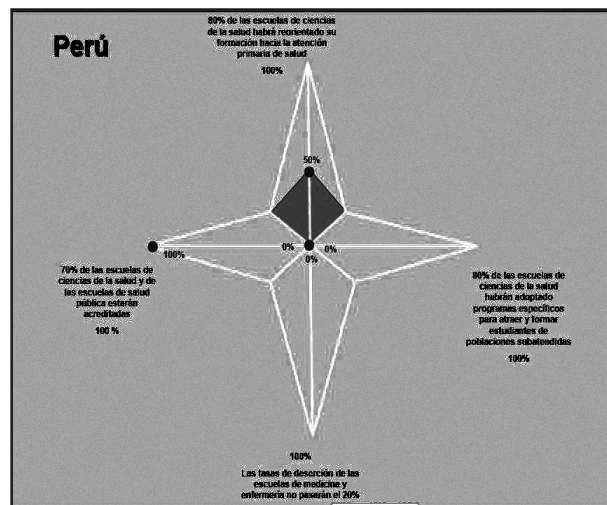 Perú
80% de las escuelas de ciencias
de la salud habrá reorientado su
formación hacia la atención
primaria de salud
100%
50%
0%
0%
0%
100%
70% de las escuelas de
ciencias de la salud y de
las escuelas de salud
pública estarán
acreditadas
100 %
80% de las escuelas de
ciencias de la salud
habrán adoptado
programas específicos
para atraer y formar
estudiantes de
poblaciones subatendidas
100%
100%
Las tasas de deserción de las
escuelas de medicina y
enfermería no pasarán el 20%